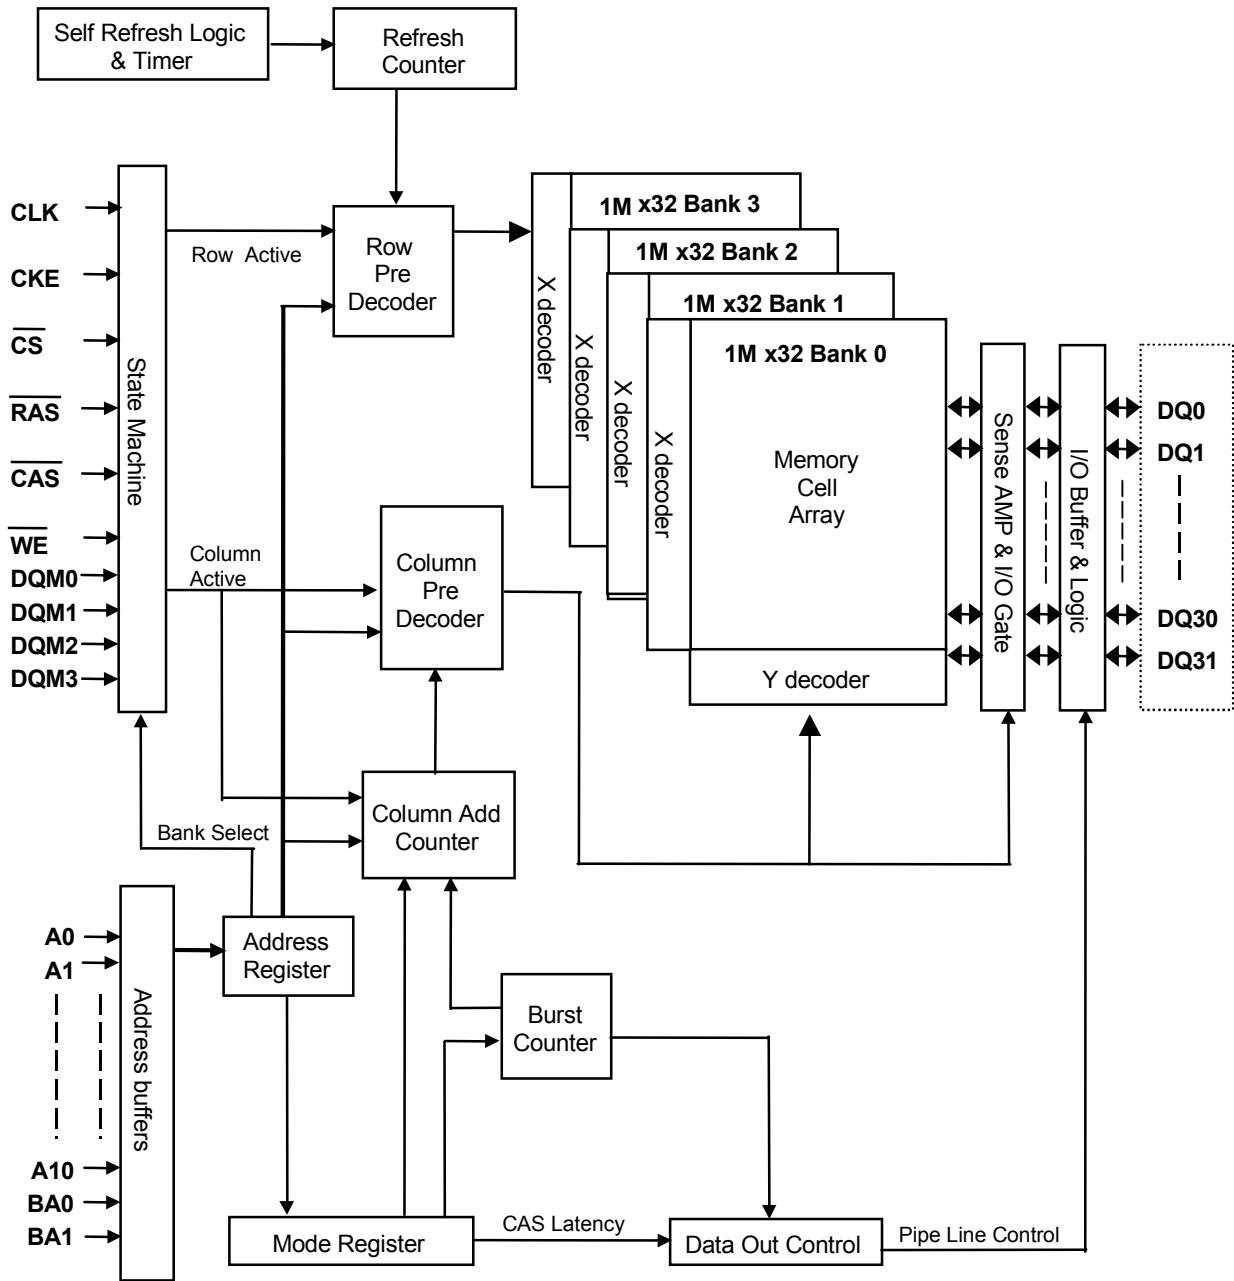 Self Refresh Logic
& Timer
Refresh
Counter
CLK
CKE
CS
RAS
CAS
WE
DQM0
DQM1
DQM2
DQM3
State Machine
Row Active
Row
Pre
Decoder
Column
Active
Column
Pre
Decoder
X decoder
X decoder
X decoder
X decoder
1M x32 Bank 3
1M x32 Bank 2
1M x32 Bank 1
1M x32 Bank 0
Memory
Cell
Array
Y decoder
Sense AMP & I/O Gate
I/O Buffer & Logic
DQ0
DQ1
DQ30
DQ31
Bank Select
Column Add
Counter
A0
A1
A10
BA0
BA1
Address buffers
Address
Register
Burst
Counter
Mode Register
CAS Latency
Data Out Control
Pipe Line Control